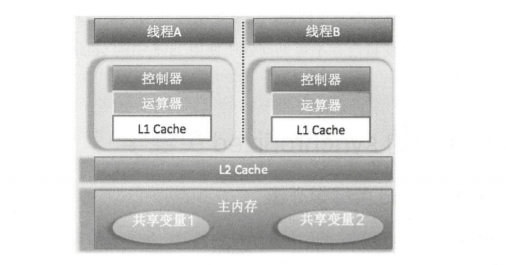 线程A
线程B
控制器
运算器
L1 Cache
控制器
运算器
L1 Cache
L2 Cache
主内存
共享变量1
共享变量2